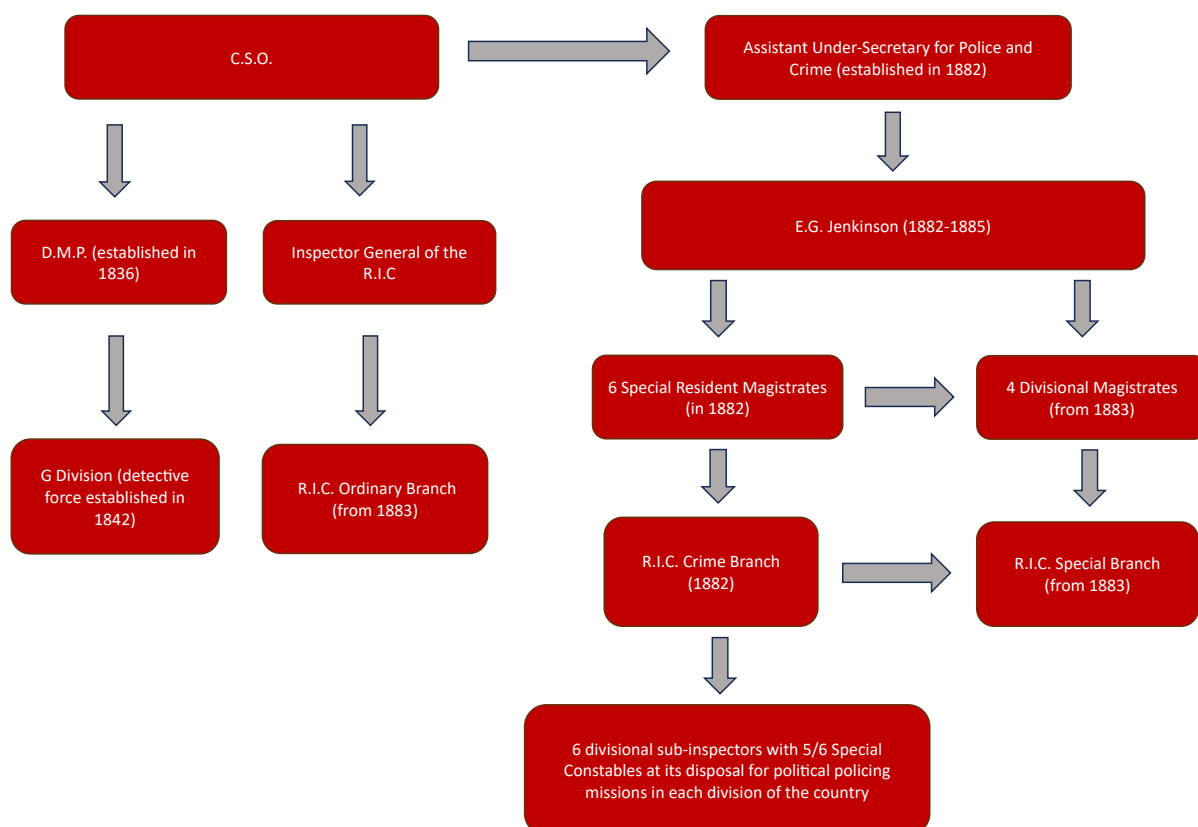 C.S.O.
Assistant Under-Secretary for Police and
Crime (established in 1882)
E.G. Jenkinson (1882-1885)
D.M.P. (established in
1836)
Inspector General of the
R.I.C
6 Special Resident Magistrates
(in 1882)
4 Divisional Magistrates
(from 1883)
G Division (detective
force established in
1842)
R.I.C. Ordinary Branch
(from 1883)
R.I.C. Crime Branch
(1882)
R.I.C. Special Branch
(from 1883)
6 divisional sub-inspectors with 5/6 Special
Constables at its disposal for political policing
missions in each division of the country